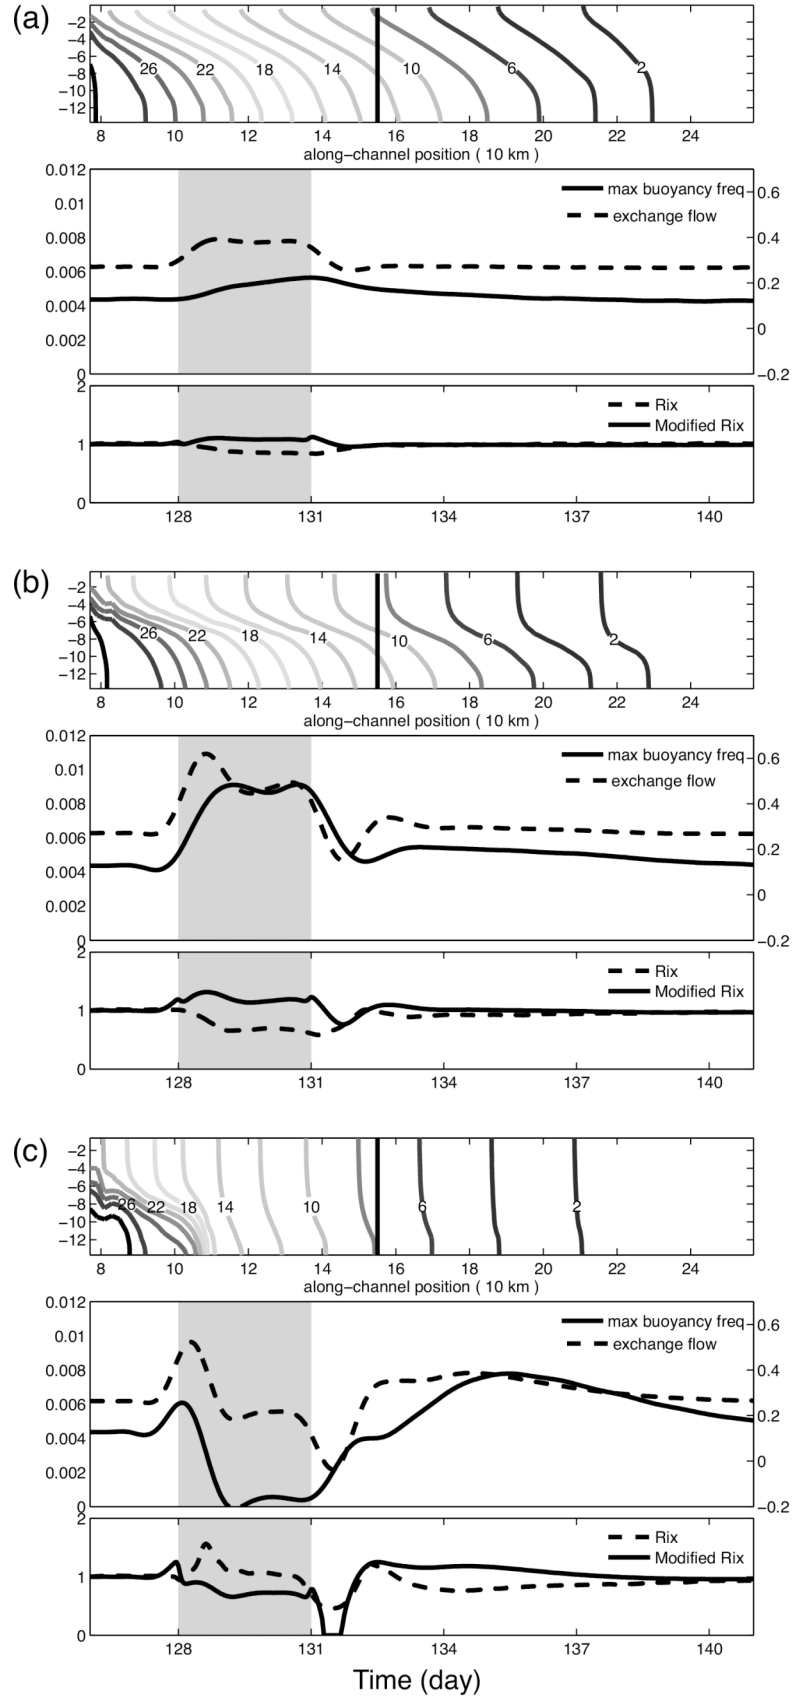 (a)
−2
−4
−6
−8
−10
−12
26 22 18 14 10 6 2
8 10 12 14 16 18 20 22 24
along−channel position ( 10 km )
0.012
0.01
0.008
0.006
0.004
0.002
0
0.6
0.4
0.2
0
−0.2
max buoyancy freq
exchange flow
2
1
0
Rix
Modified Rix
128 131 134 137 140
(b)
−2
−4
−6
−8
−10
−12
26 22 18 14 10 6 2
8 10 12 14 16 18 20 22 24
along−channel position ( 10 km )
0.012
0.01
0.008
0.006
0.004
0.002
0
0.6
0.4
0.2
0
−0.2
max buoyancy freq
exchange flow
2
1
0
Rix
Modified Rix
128 131 134 137 140
(c)
−2
−4
−6
−8
−10
−12
26 22 18 14 10 6 2
8 10 12 14 16 18 20 22 24
along−channel position ( 10 km )
0.012
0.01
0.008
0.006
0.004
0.002
0
0.6
0.4
0.2
0
−0.2
max buoyancy freq
exchange flow
2
1
0
Rix
Modified Rix
128 131 134 137 140
Time (day)